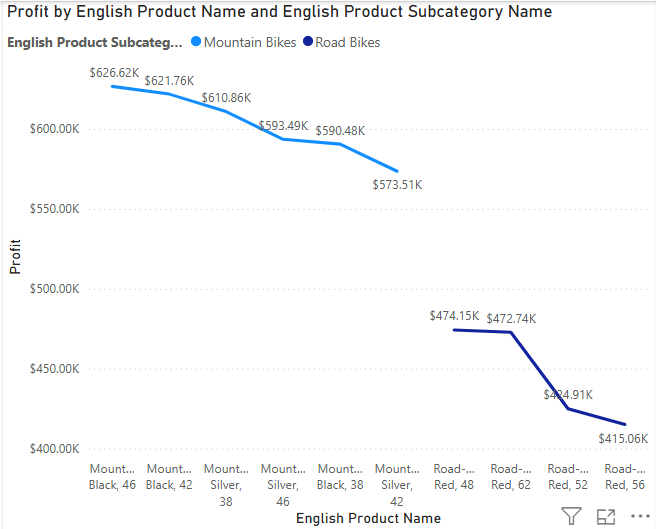 Profit by English Product Name and English Product Subcategory Name
English Product Subcateg... Mountain Bikes Road Bikes
$626.62K
$621.76K
$610.86K
$593.49K
$590.48K
$573.51K
$474.15K
$472.74K
$424.91K
$415.06K
Profit
$600.00K
$550.00K
$500.00K
$450.00K
$400.00K
Mount...
Black, 46
Mount...
Black, 42
Mount...
Silver,
38
Mount...
Silver,
46
Mount...
Black, 38
Mount...
Silver,
42
Road-...
Red, 48
Road-...
Red, 62
Road-...
Red, 52
Road-...
Red, 56
English Product Name